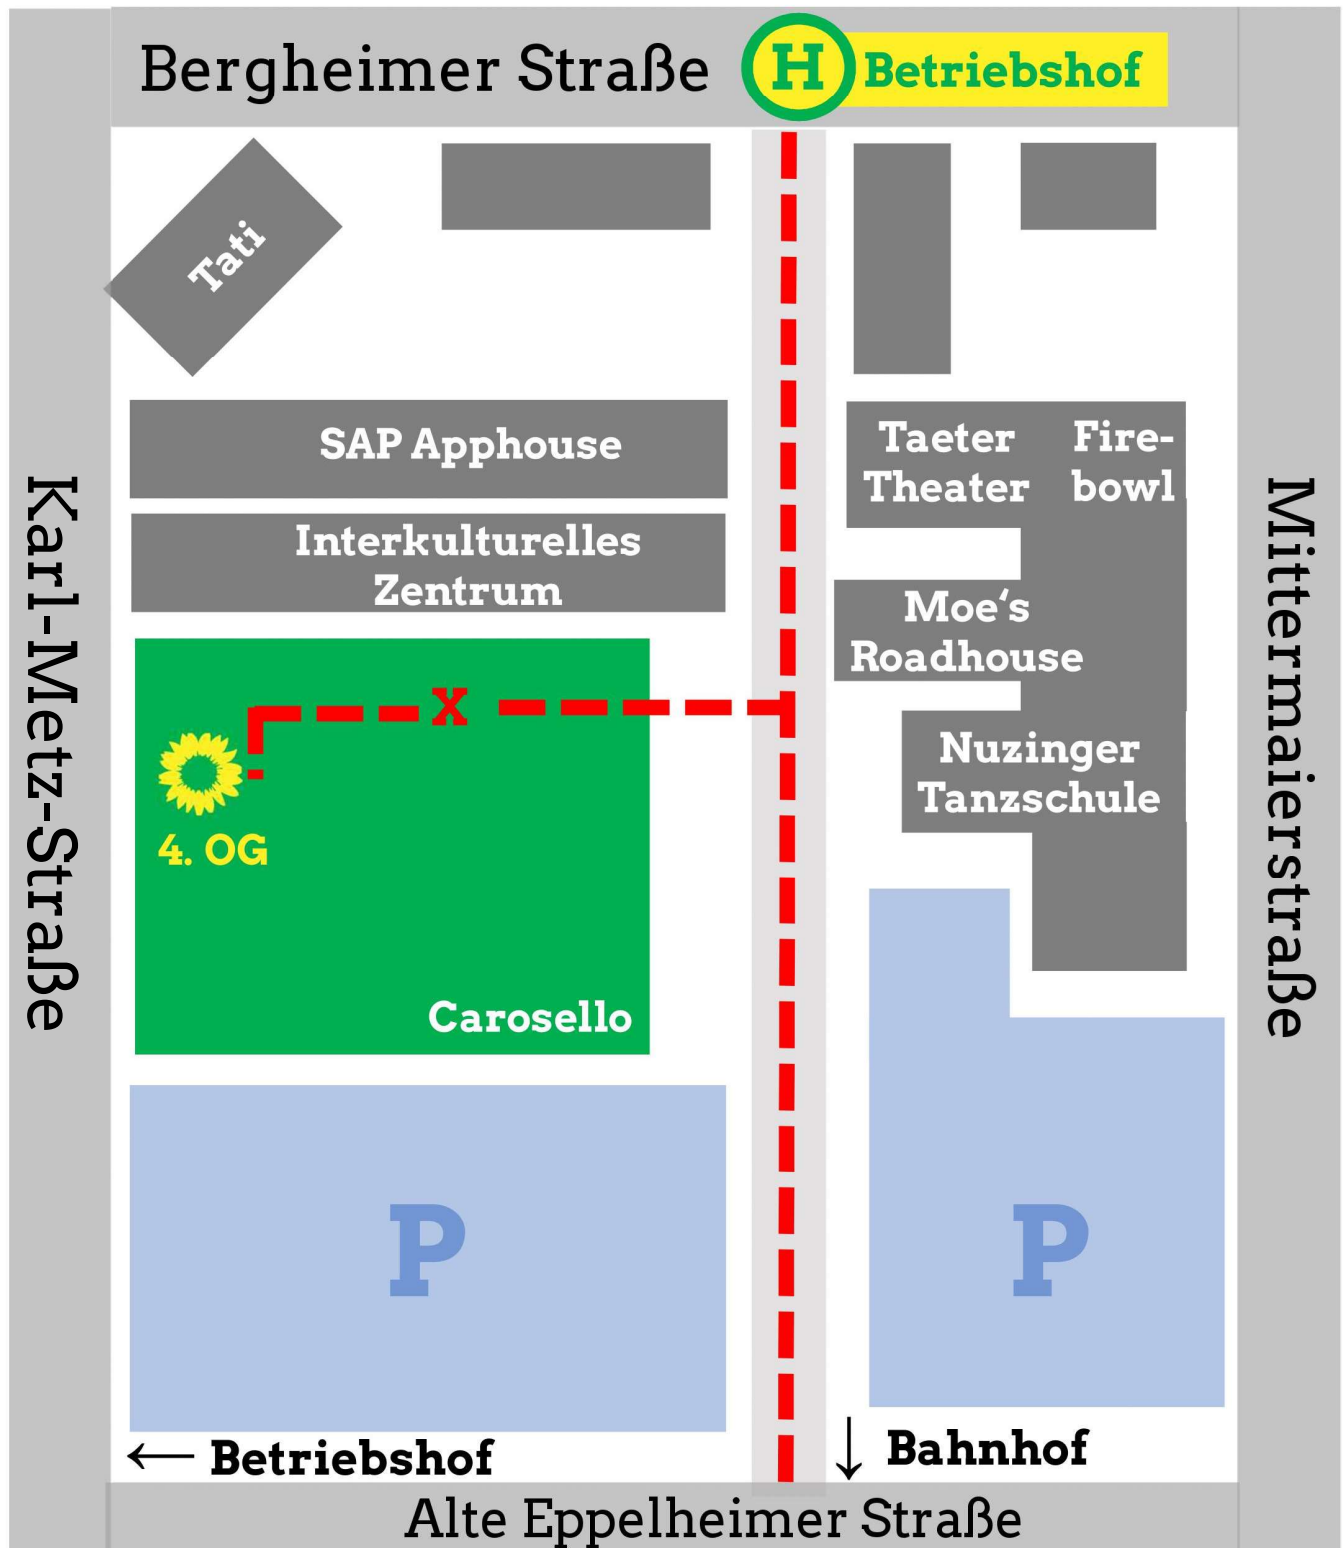 Bergheimer Straße
H Betriebshof
Tati
SAP Apphouse
Interkulturelles
Zentrum
Taeter
Theater
Fire-
bowl
Moe‘s
Roadhouse
Nuzinger
Tanzschule
Karl-Metz-Straße
Mittermaierstraße
X
4. OG
Carosello
P
P
← Betriebshof
↓ Bahnhof
Alte Eppelheimer Straße